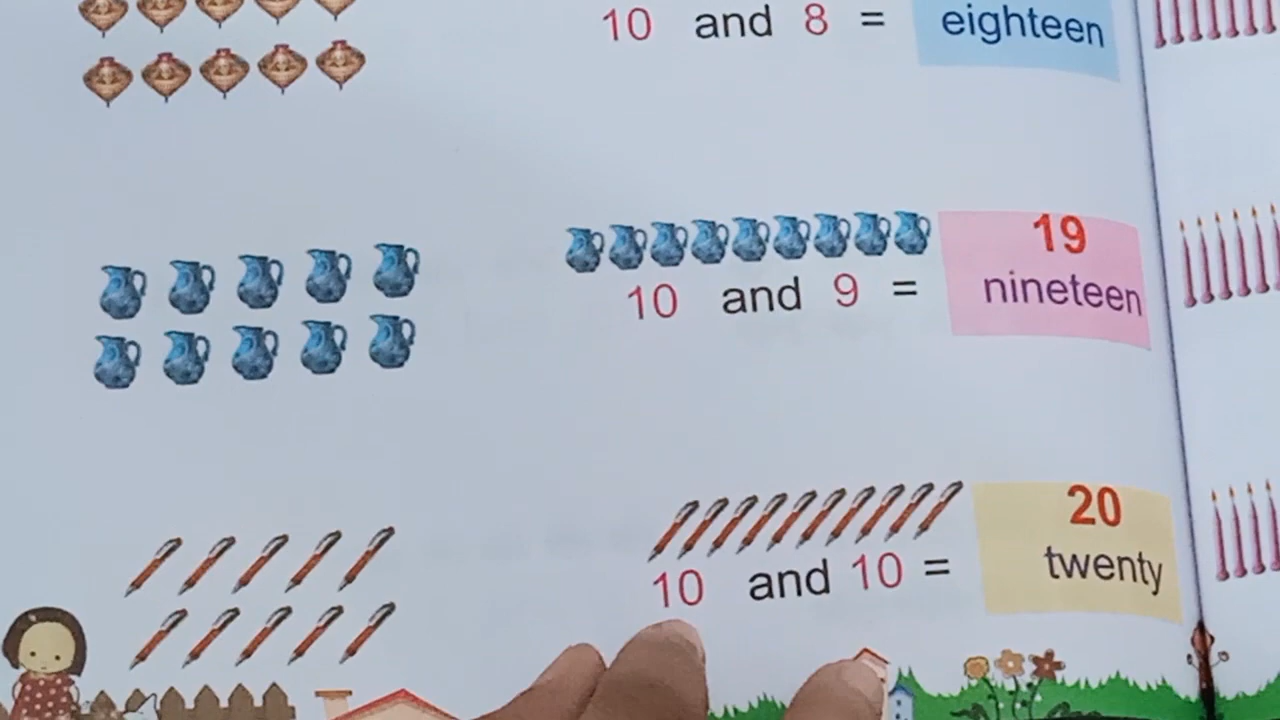 10 and 8 = eighteen
19
10 and 9 = nineteen
20
10 and 10 = twenty